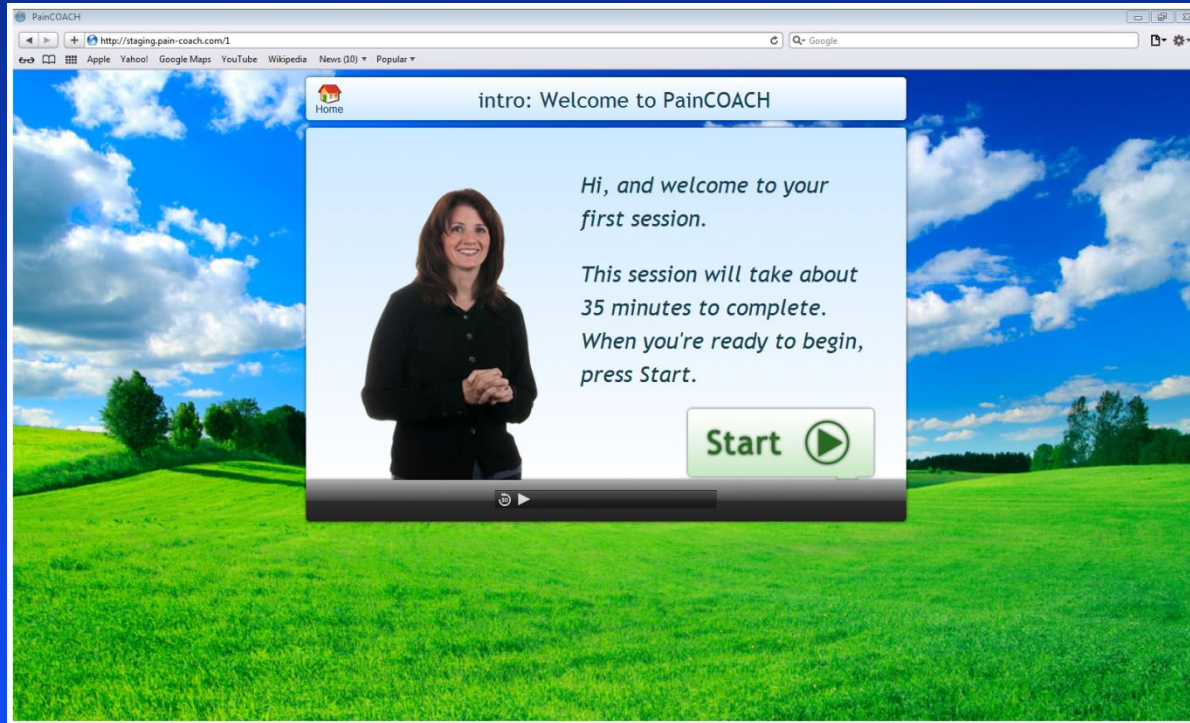 PainCOACH
http://staging.pain-coach.com/1
Google
Apple Yahoo! Google Maps YouTube Wikipedia News (10) Popular
Home
intro: Welcome to PainCOACH
Hi, and welcome to your
first session.
This session will take about
35 minutes to complete.
When you're ready to begin,
press Start.
Start
30